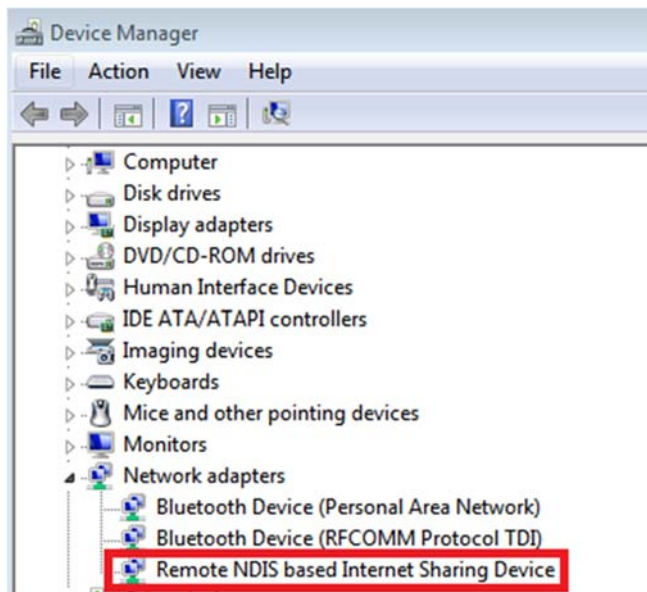 Device Manager
File Action View Help
Computer
Disk drives
Display adapters
DVD/CD-ROM drives
Human Interface Devices
IDE ATA/ATAPI controllers
Imaging devices
Keyboards
Mice and other pointing devices
Monitors
Network adapters
Bluetooth Device (Personal Area Network)
Bluetooth Device (RFCOMM Protocol TDI)
Remote NDIS based Internet Sharing Device